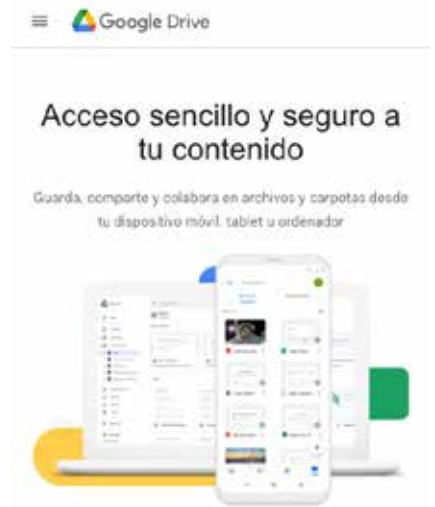 Google Drive
Acceso sencillo y seguro a
tu contenido
Guarda, comparte y colabora en archivos y carpetas desde
tu dispositivo móvil, tablet u ordenador